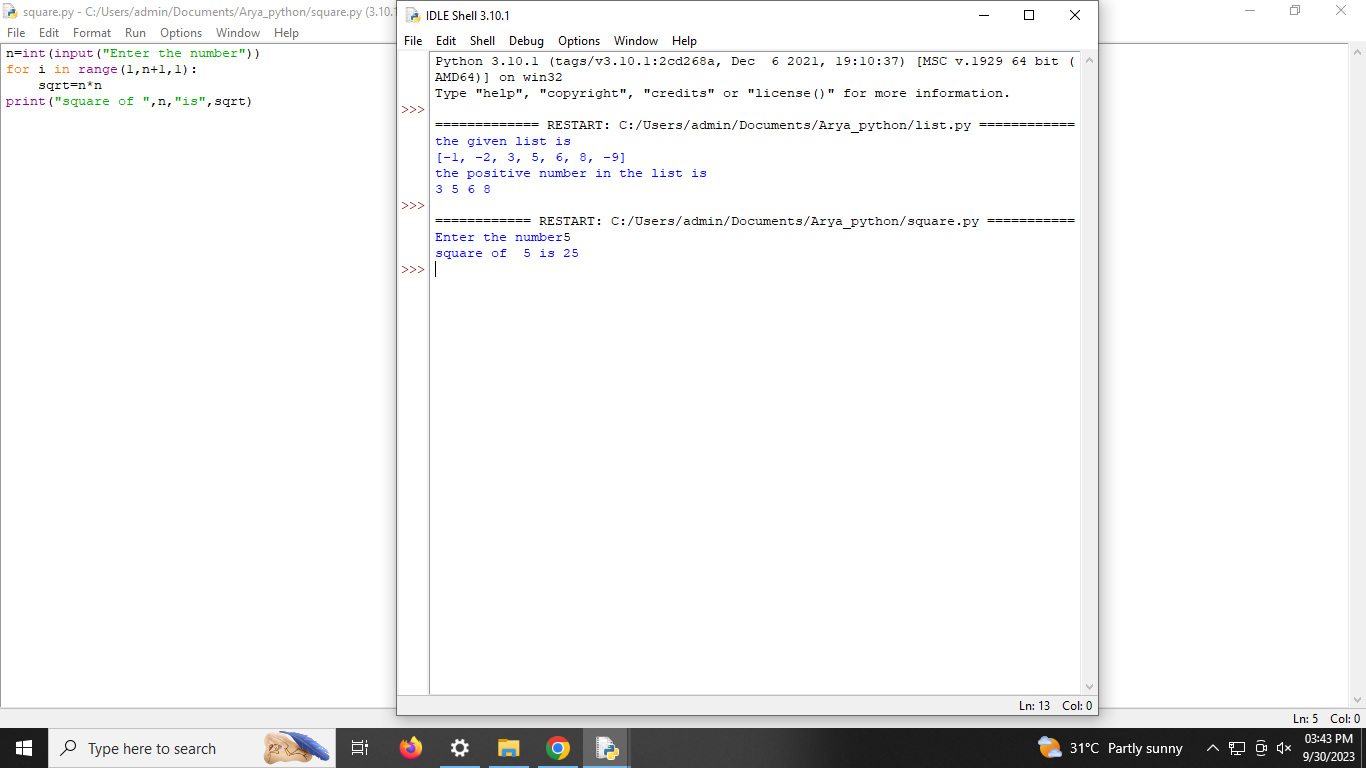 square.py - C:/Users/admin/Documents/Arya_python/square.py (3.10.
File Edit Format Run Options Window Help
n=int(input("Enter the number"))
for i in range(1,n+1,1):
    sqrt=n*n
print("square of ",n,"is",sqrt)
IDLE Shell 3.10.1
File Edit Shell Debug Options Window Help
Python 3.10.1 (tags/v3.10.1:2cd268a, Dec  6 2021, 19:10:37) [MSC v.1929 64 bit (
AMD64)] on win32
Type "help", "copyright", "credits" or "license()" for more information.
>>>
============= RESTART: C:/Users/admin/Documents/Arya_python/list.py ============
the given list is
[-1, -2, 3, 5, 6, 8, -9]
the positive number in the list is
3 5 6 8
>>>
============ RESTART: C:/Users/admin/Documents/Arya_python/square.py ===========
Enter the number5
square of  5 is 25
>>>
Ln: 13 Col: 0
Ln: 5 Col: 0
Type here to search
31°C Partly sunny
03:43 PM
9/30/2023